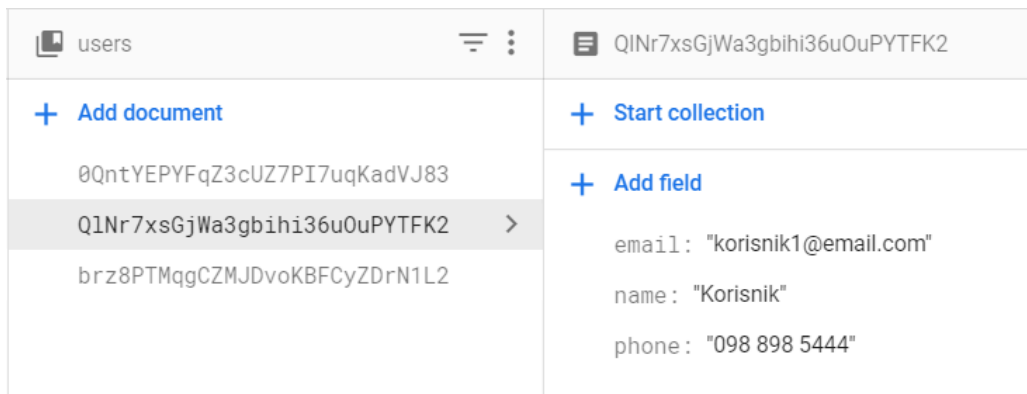 users
Add document
0QntYEPYFqZ3cUZ7PI7uqKadVJ83
QlNr7xsGjWa3gbihi36uOuPYTFK2
brz8PTMqgCZMJDvoKBFCyZDrN1L2
QlNr7xsGjWa3gbihi36uOuPYTFK2
Start collection
Add field
email: "korisnik1@email.com"
name: "Korisnik"
phone: "098 898 5444"